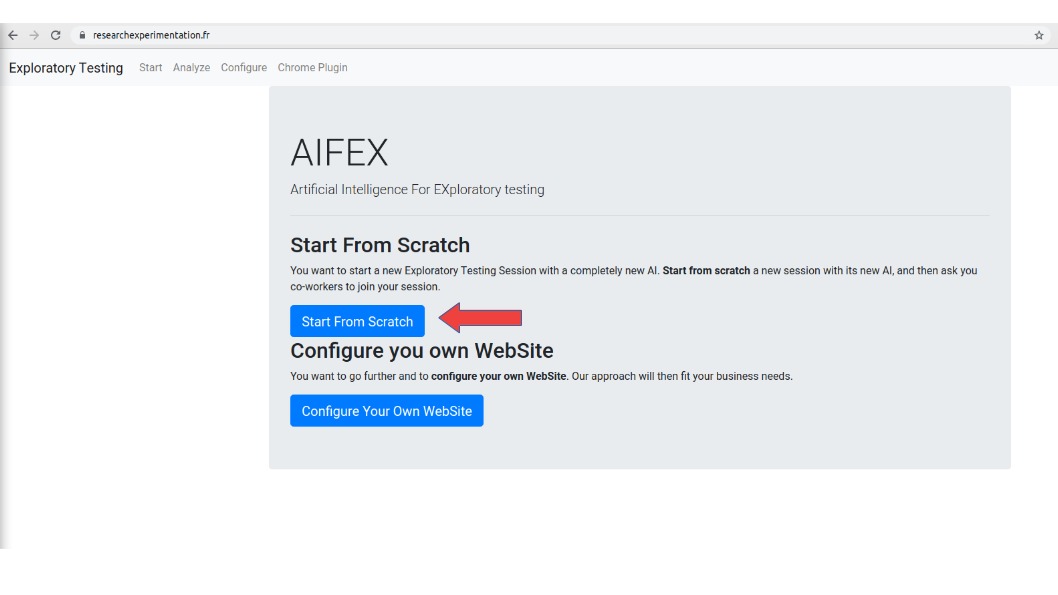 researchexperimentation.fr
Exploratory Testing Start Analyze Configure Chrome Plugin
AIFEX
Artificial Intelligence For EXploratory testing
Start From Scratch
You want to start a new Exploratory Testing Session with a completely new AI. Start from scratch a new session with its new AI, and then ask you
co-workers to join your session.
Start From Scratch
Configure you own WebSite
You want to go further and to configure your own WebSite. Our approach will then fit your business needs.
Configure Your Own WebSite